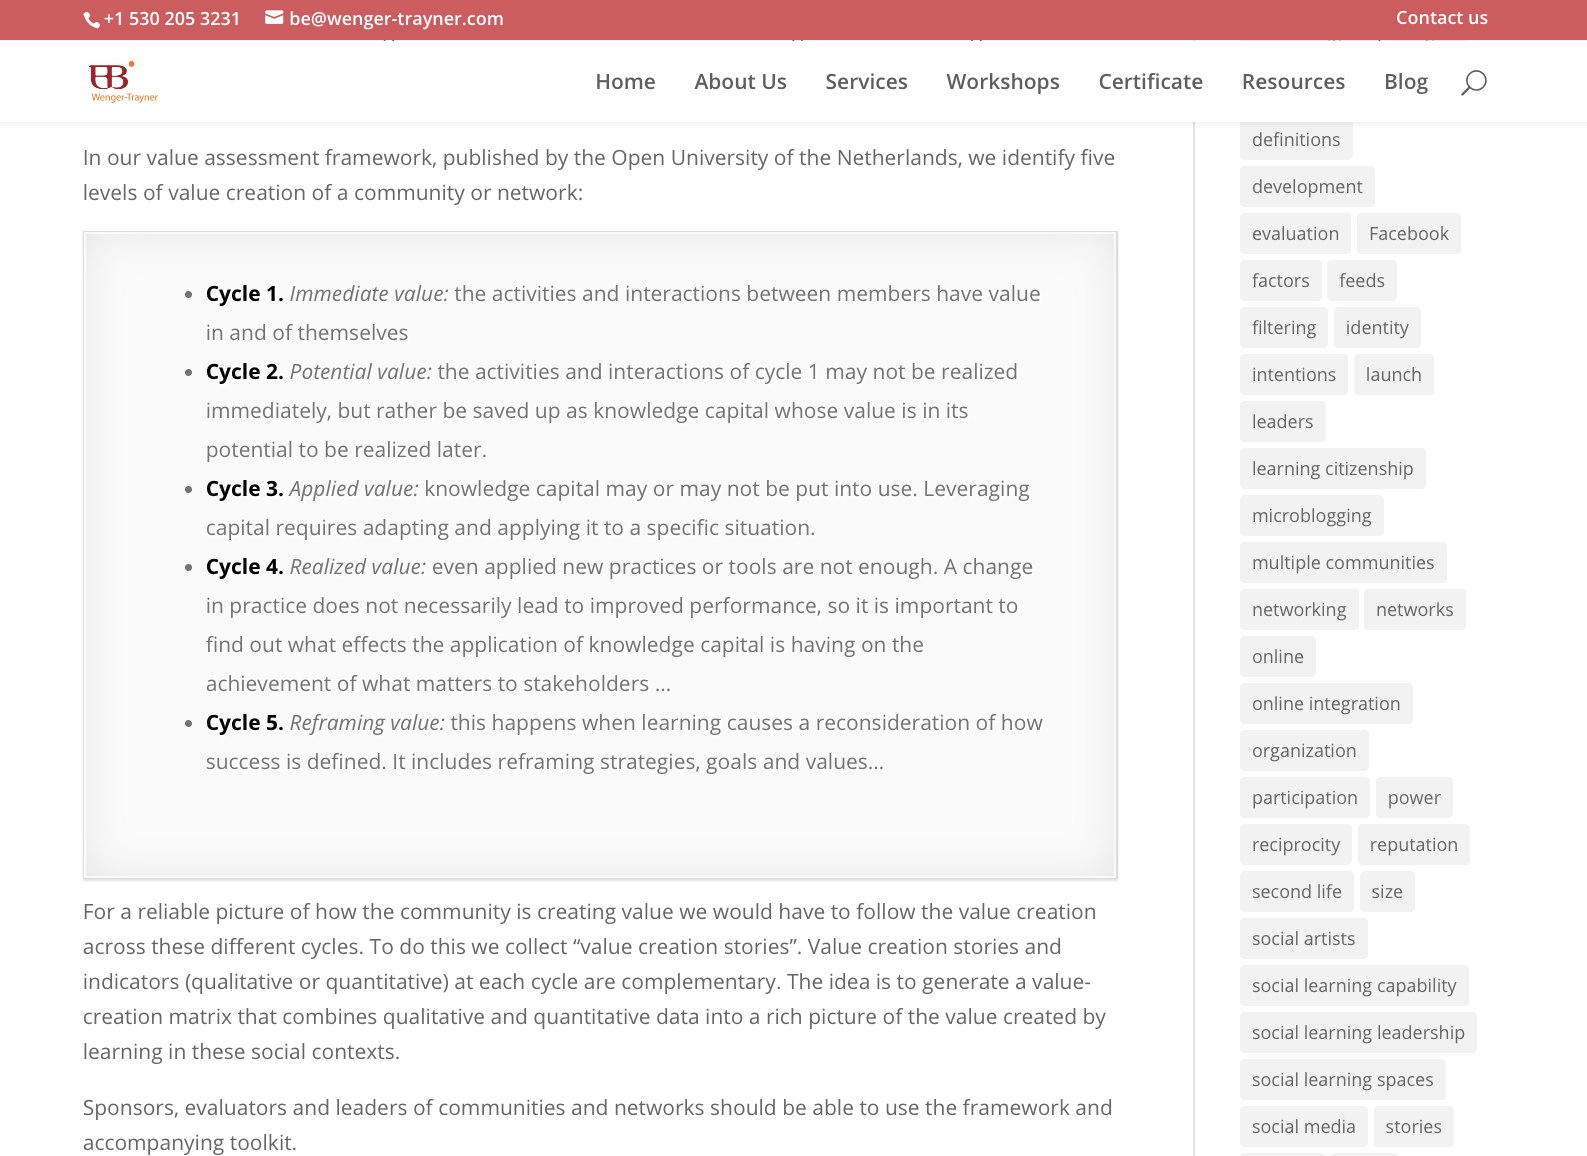 +1 530 205 3231 be@wenger-trayner.com Contact us
Wenger-Trayner
Home About Us Services Workshops Certificate Resources Blog
In our value assessment framework, published by the Open University of the Netherlands, we identify five
levels of value creation of a community or network:
Cycle 1. Immediate value: the activities and interactions between members have value
in and of themselves
Cycle 2. Potential value: the activities and interactions of cycle 1 may not be realized
immediately, but rather be saved up as knowledge capital whose value is in its
potential to be realized later.
Cycle 3. Applied value: knowledge capital may or may not be put into use. Leveraging
capital requires adapting and applying it to a specific situation.
Cycle 4. Realized value: even applied new practices or tools are not enough. A change
in practice does not necessarily lead to improved performance, so it is important to
find out what effects the application of knowledge capital is having on the
achievement of what matters to stakeholders ...
Cycle 5. Reframing value: this happens when learning causes a reconsideration of how
success is defined. It includes reframing strategies, goals and values...
For a reliable picture of how the community is creating value we would have to follow the value creation
across these different cycles. To do this we collect “value creation stories”. Value creation stories and
indicators (qualitative or quantitative) at each cycle are complementary. The idea is to generate a value-
creation matrix that combines qualitative and quantitative data into a rich picture of the value created by
learning in these social contexts.
Sponsors, evaluators and leaders of communities and networks should be able to use the framework and
accompanying toolkit.
definitions
development
evaluation Facebook
factors feeds
filtering identity
intentions launch
leaders
learning citizenship
microblogging
multiple communities
networking networks
online
online integration
organization
participation power
reciprocity reputation
second life size
social artists
social learning capability
social learning leadership
social learning spaces
social media stories